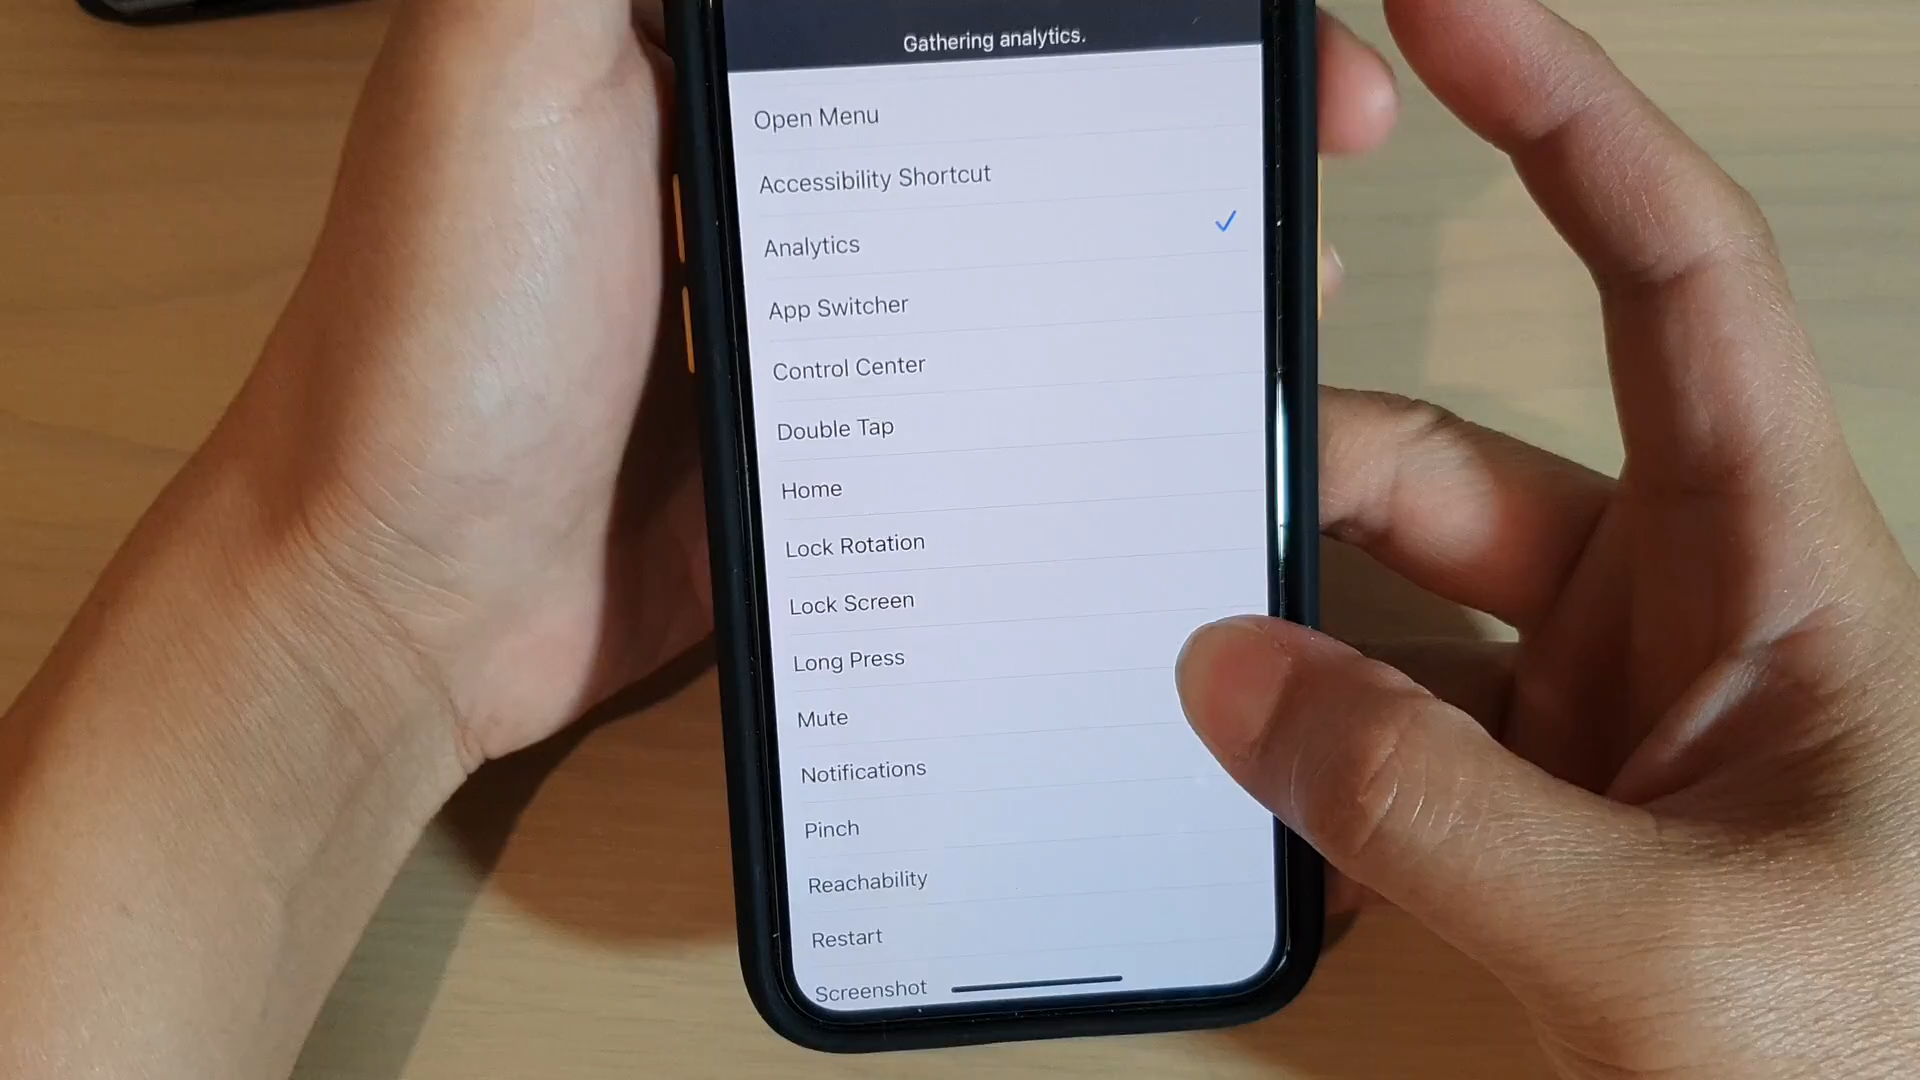 Gathering analytics.
Open Menu
Accessibility Shortcut
Analytics
App Switcher
Control Center
Double Tap
Home
Lock Rotation
Lock Screen
Long Press
Mute
Notifications
Pinch
Reachability
Restart
Screenshot